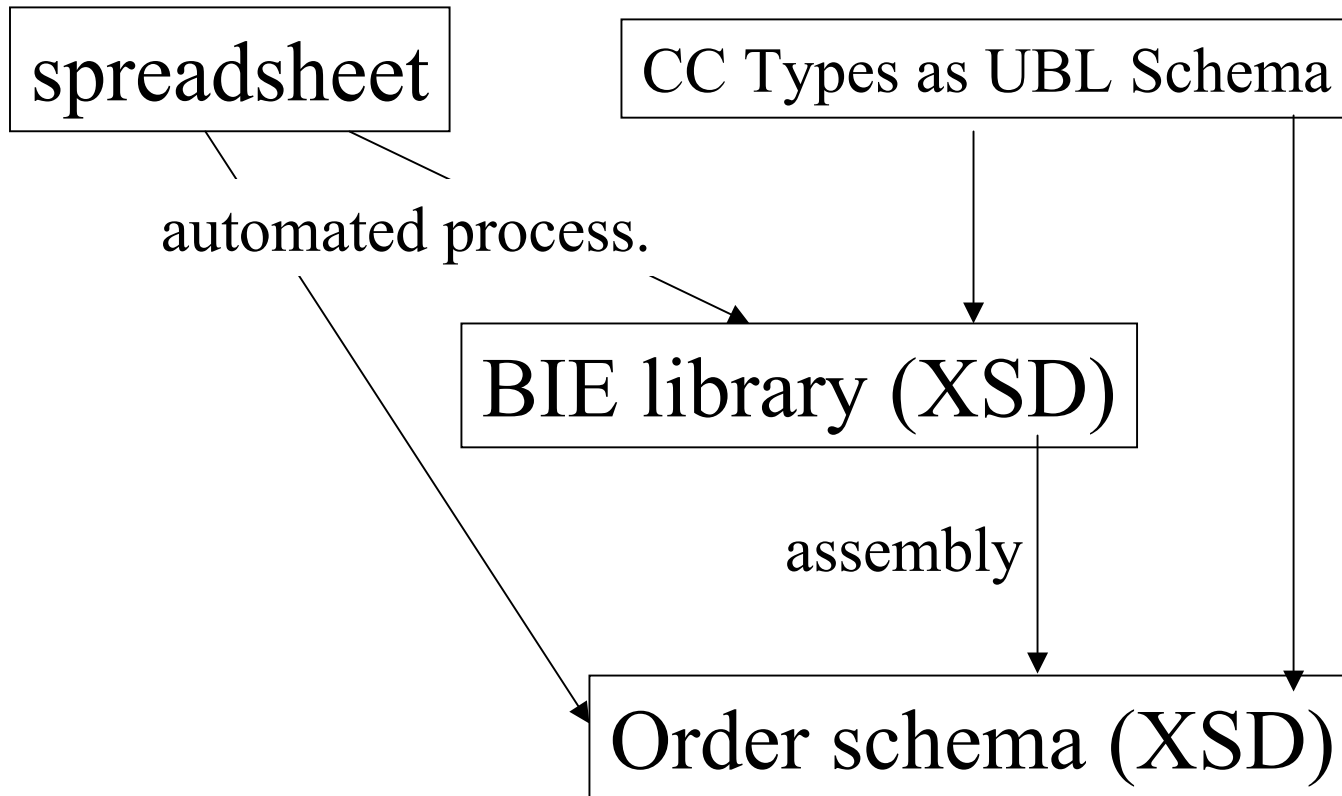 spreadsheet
CC Types as UBL Schema
automated process.
BIE library (XSD)
assembly
Order schema (XSD)